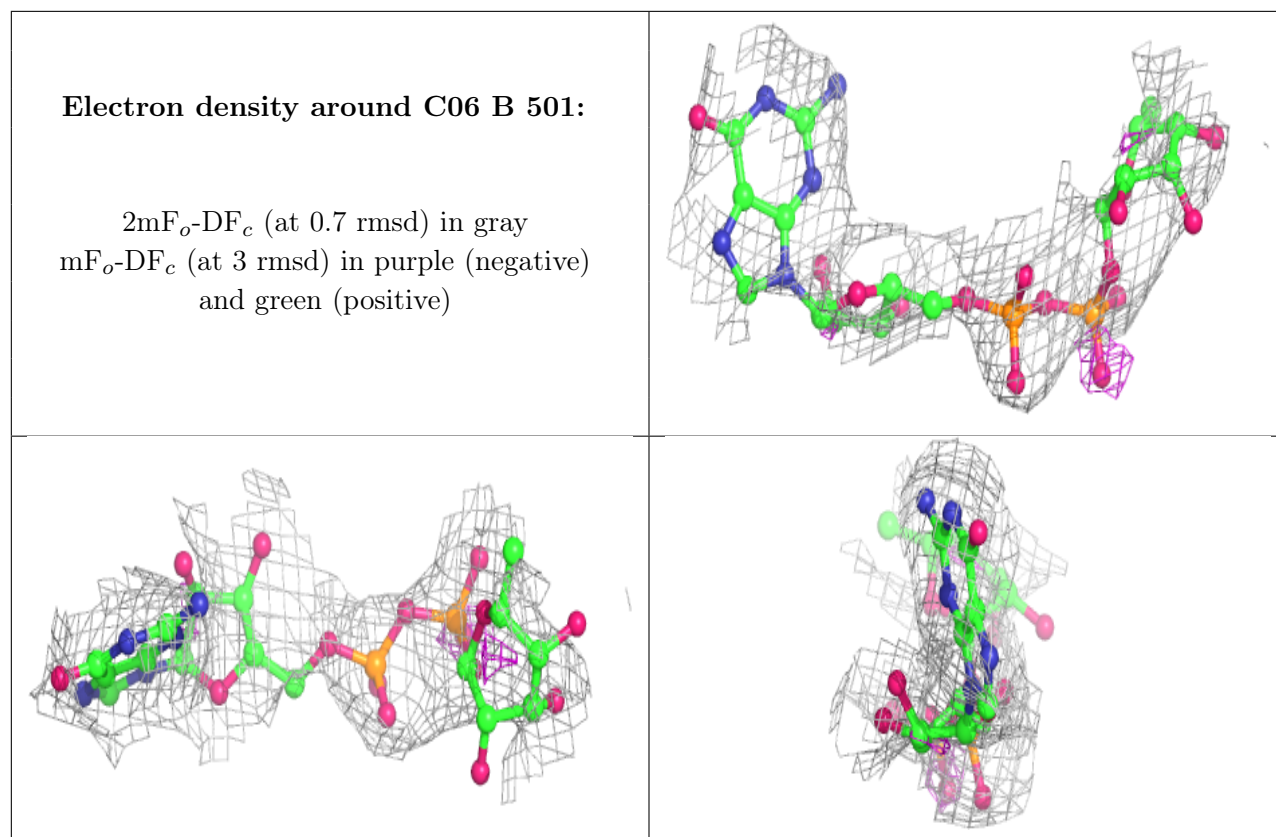 Electron density around C06 B 501:
2mFo-DFc (at 0.7 rmsd) in gray
mFo-DFc (at 3 rmsd) in purple (negative)
and green (positive)